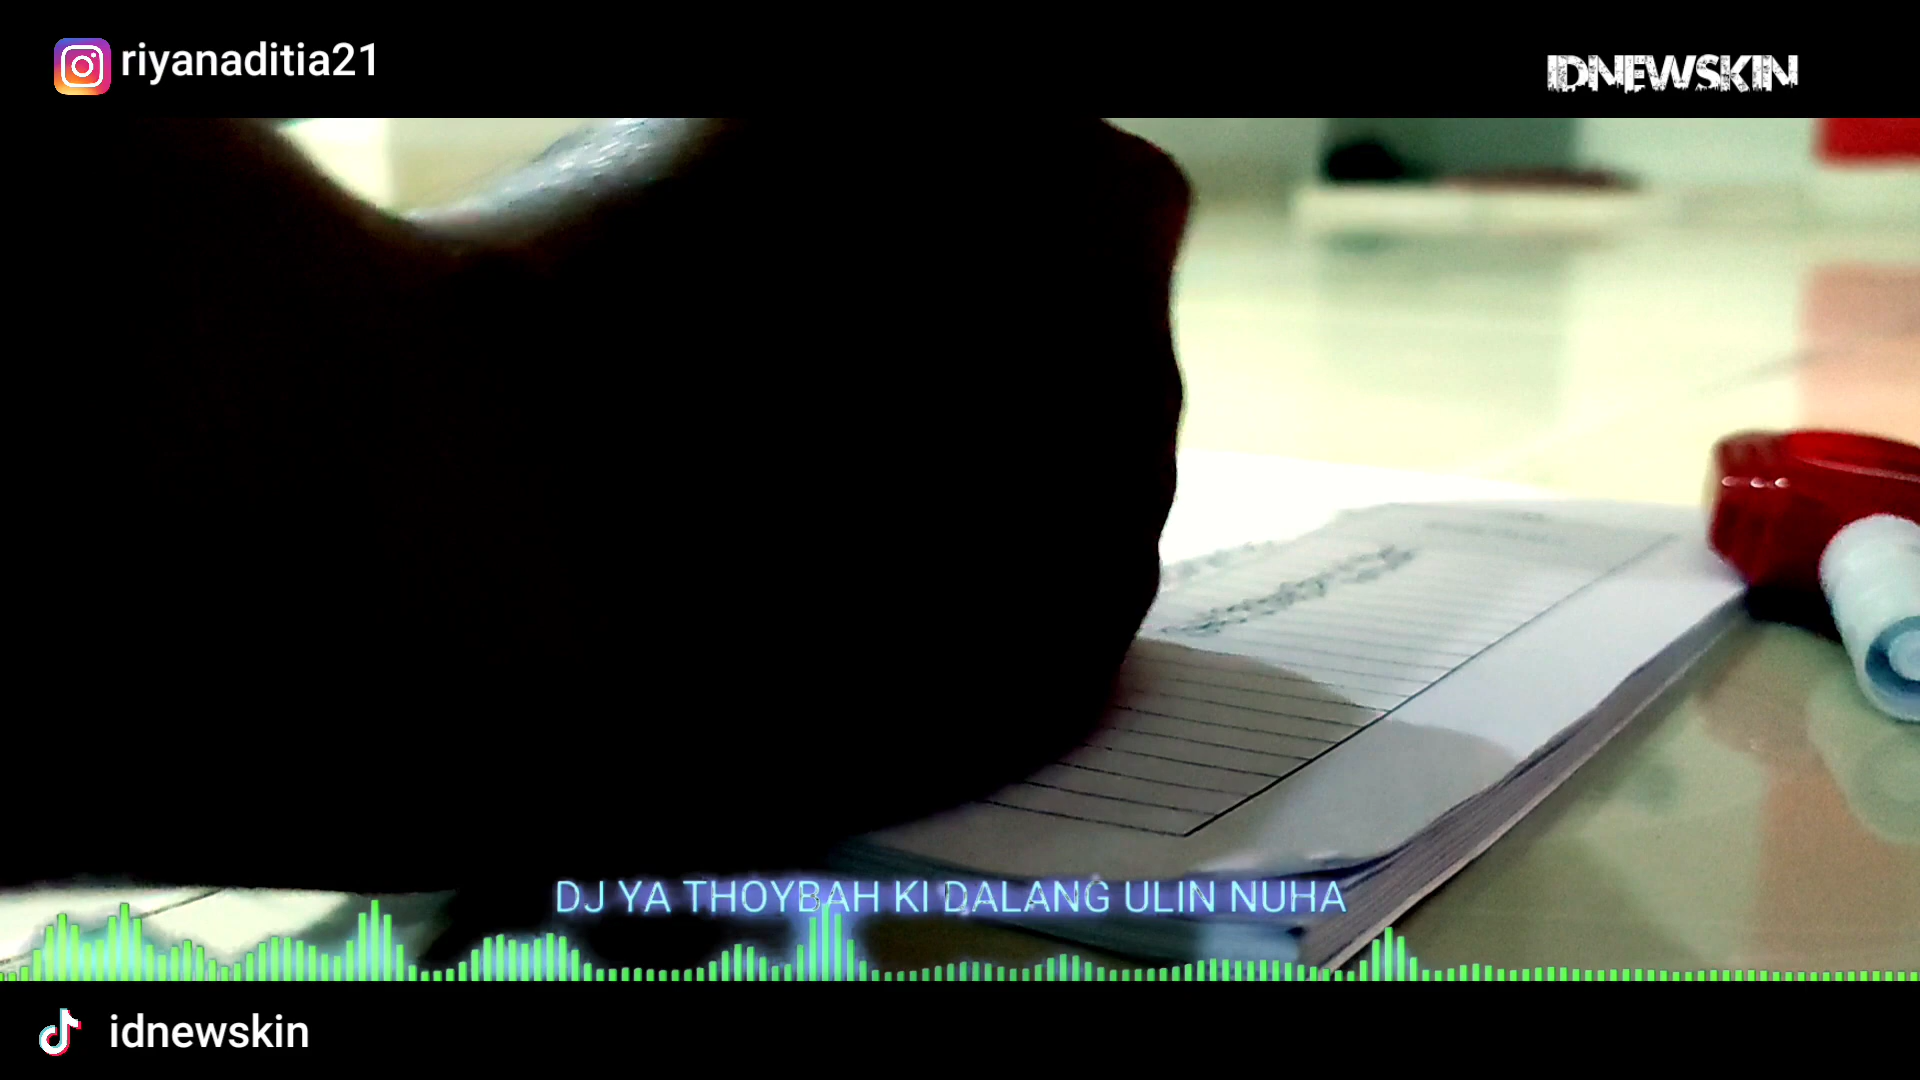 riyanaditia21
IDNEWSKIN
DJ YA THOYBAH KI DALANG ULIN NUHA
idnewskin